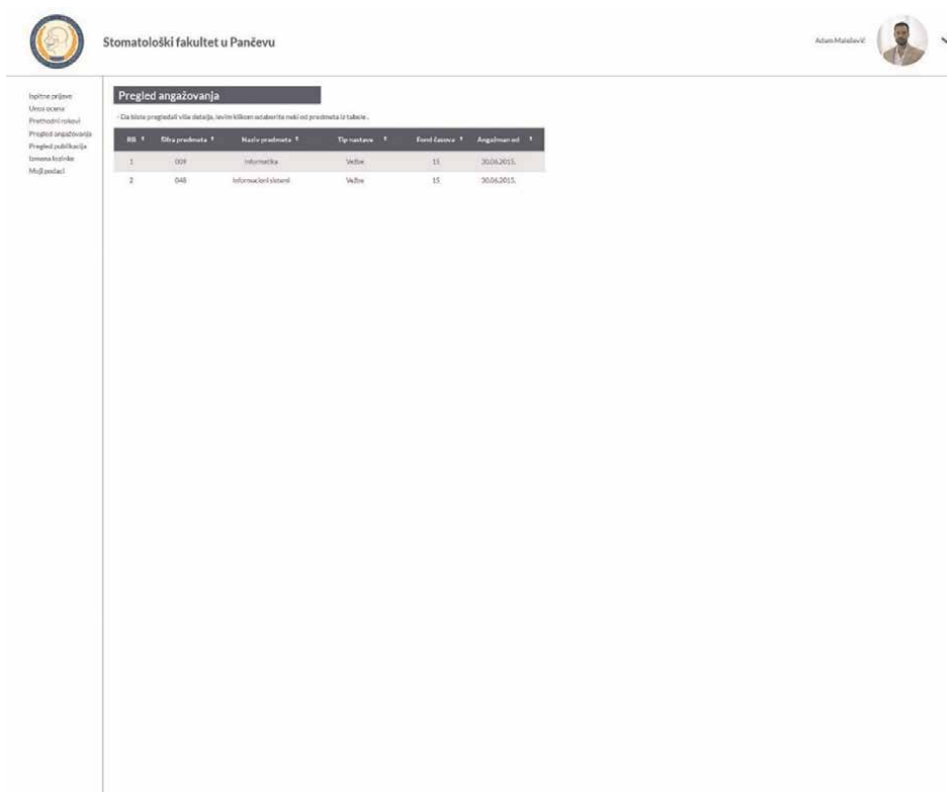 Stomatološki fakultet u Pančevu
Adam
Ispitne prijave
Unos ocena
Prethodni rokovi
Pregled angažovanja
Pregled publikacija
Izmena lozinke
Moji podaci
Pregled angažovanja
- Da biste pregledali više detalja, levim klikom odaberite neki od predmeta iz tabele .
RB Šifra predmeta Naziv predmeta Tip nastave Fond časova Angažman od
1 009 Informatika Vežbe 15 30.06.2015.
2 048 Informacioni sistemi Vežbe 15 30.06.2015.